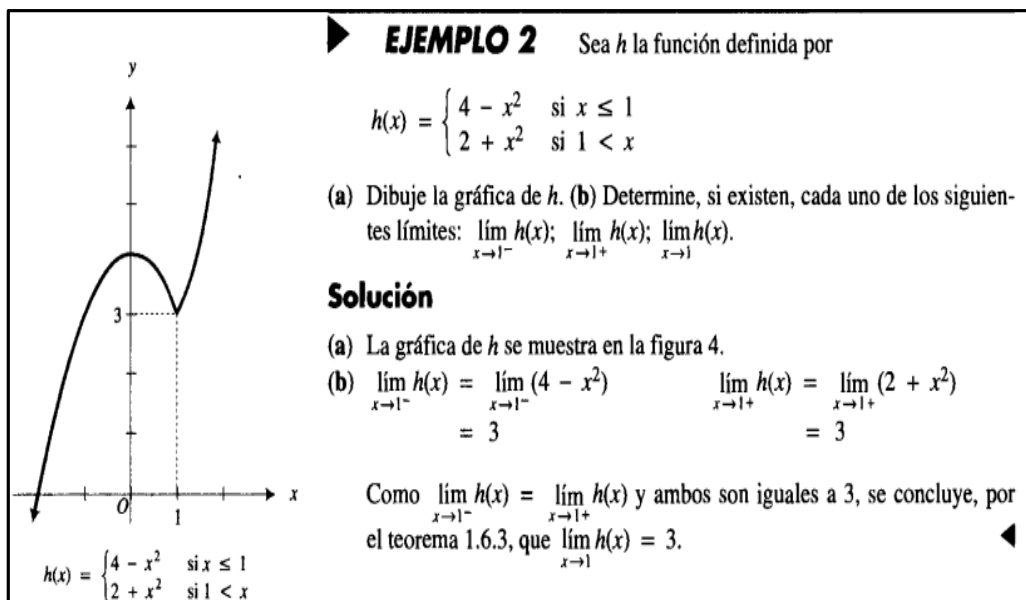 y
3
O
1
x
h(x) = { 4 − x² si x ≤ 1
2 + x² si 1 < x
EJEMPLO 2 Sea h la función definida por
h(x) = { 4 − x² si x ≤ 1
2 + x² si 1 < x
(a) Dibuje la gráfica de h. (b) Determine, si existen, cada uno de los siguien-
tes límites: lím h(x); lím h(x); lím h(x).
x→1⁻ x→1+ x→1
Solución
(a) La gráfica de h se muestra en la figura 4.
(b) lím h(x) = lím (4 − x²) lím h(x) = lím (2 + x²)
x→1⁻ x→1⁻ x→1+ x→1+
= 3 = 3
Como lím h(x) = lím h(x) y ambos son iguales a 3, se concluye, por
x→1⁻ x→1+
el teorema 1.6.3, que lím h(x) = 3.
x→1